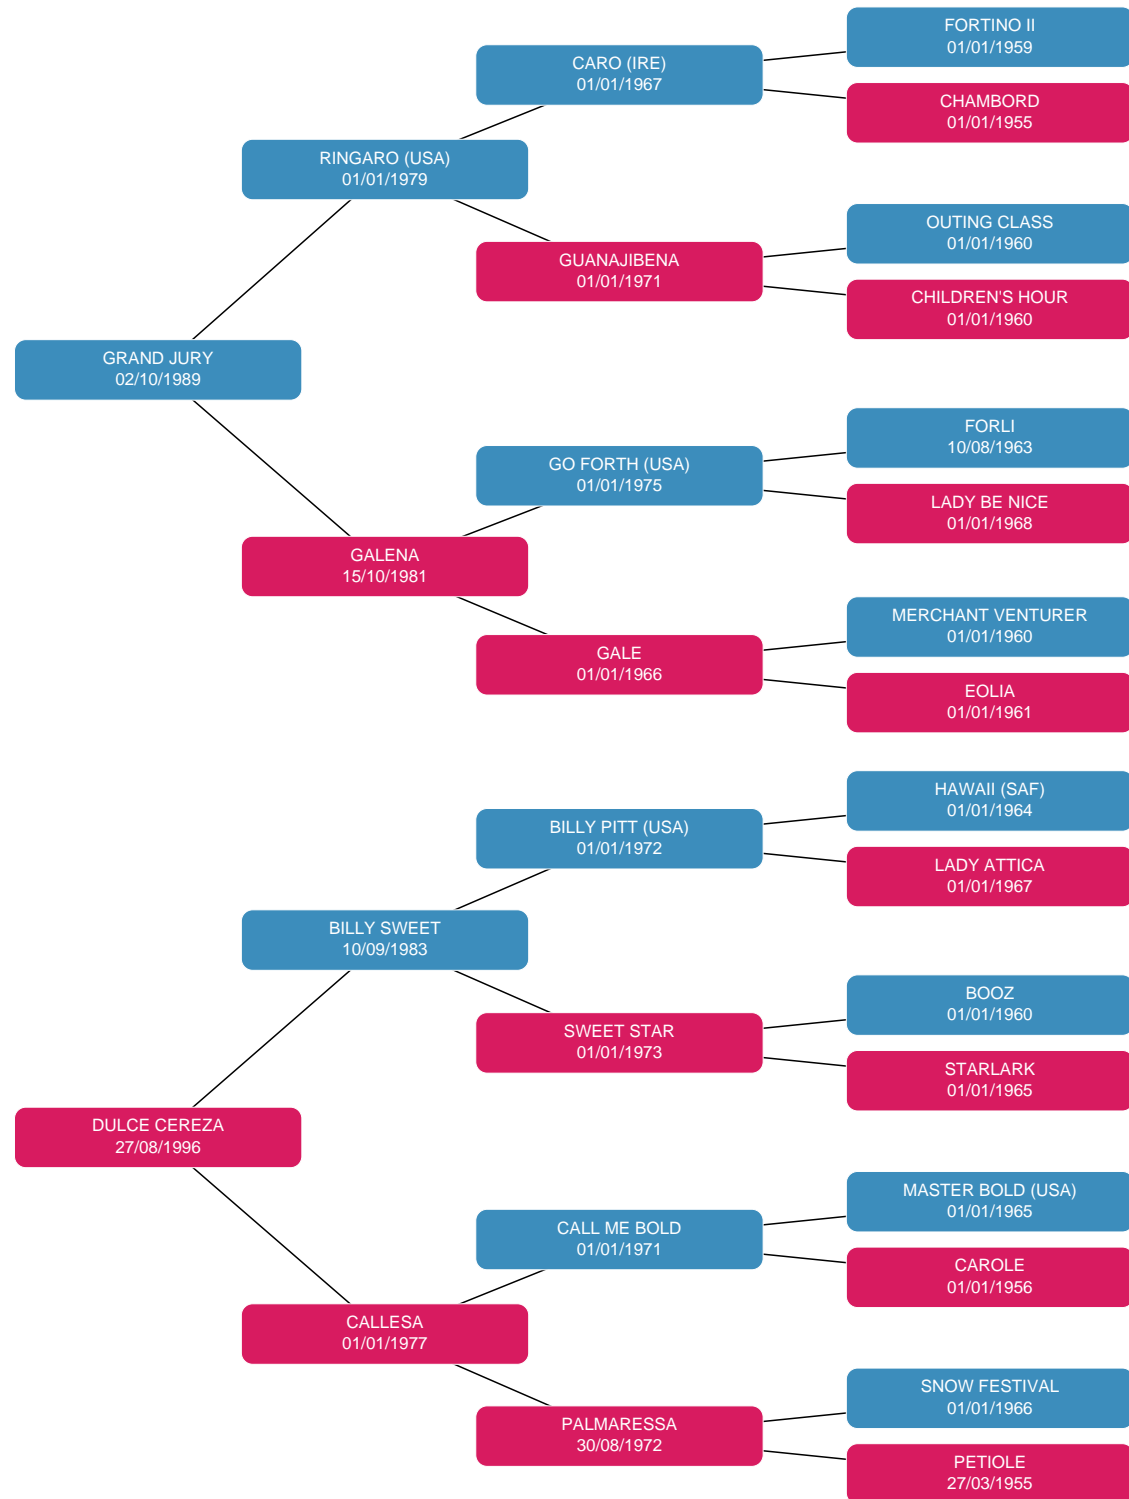 FORTINO II
01/01/1959
CARO (IRE)
01/01/1967
CHAMBORD
01/01/1955
RINGARO (USA)
01/01/1979
OUTING CLASS
01/01/1960
GUANAJIBENA
01/01/1971
CHILDREN'S HOUR
01/01/1960
GRAND JURY
02/10/1989
FORLI
10/08/1963
GO FORTH (USA)
01/01/1975
LADY BE NICE
01/01/1968
GALENA
15/10/1981
MERCHANT VENTURER
01/01/1960
GALE
01/01/1966
EOLIA
01/01/1961
HAWAII (SAF)
01/01/1964
BILLY PITT (USA)
01/01/1972
LADY ATTICA
01/01/1967
BILLY SWEET
10/09/1983
BOOZ
01/01/1960
SWEET STAR
01/01/1973
STARLARK
01/01/1965
DULCE CEREZA
27/08/1996
MASTER BOLD (USA)
01/01/1965
CALL ME BOLD
01/01/1971
CAROLE
01/01/1956
CALLESA
01/01/1977
SNOW FESTIVAL
01/01/1966
PALMARESSA
30/08/1972
PETIOLE
27/03/1955